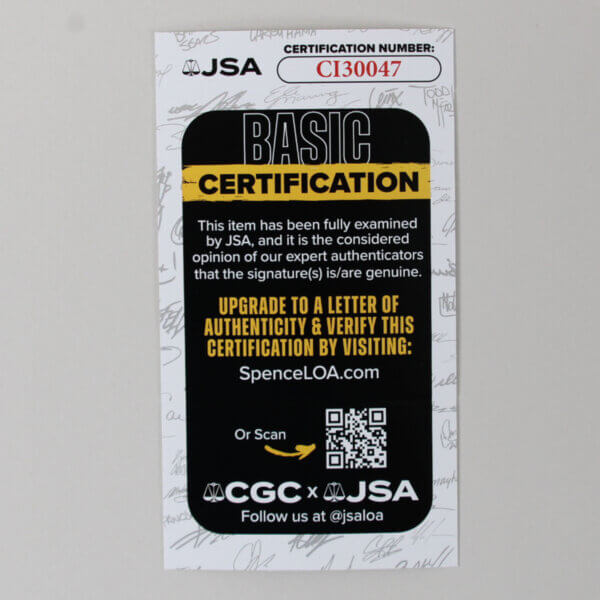 CERTIFICATION NUMBER:
JSA
CI30047
BASIC
CERTIFICATION
This item has been fully examined
by JSA, and it is the considered
opinion of our expert authenticators
that the signature(s) is/are genuine.
UPGRADE TO A LETTER OF
AUTHENTICITY & VERIFY THIS
CERTIFICATION BY VISITING:
SpenceLOA.com
Or Scan
CGC x JSA
Follow us at @jsaloa